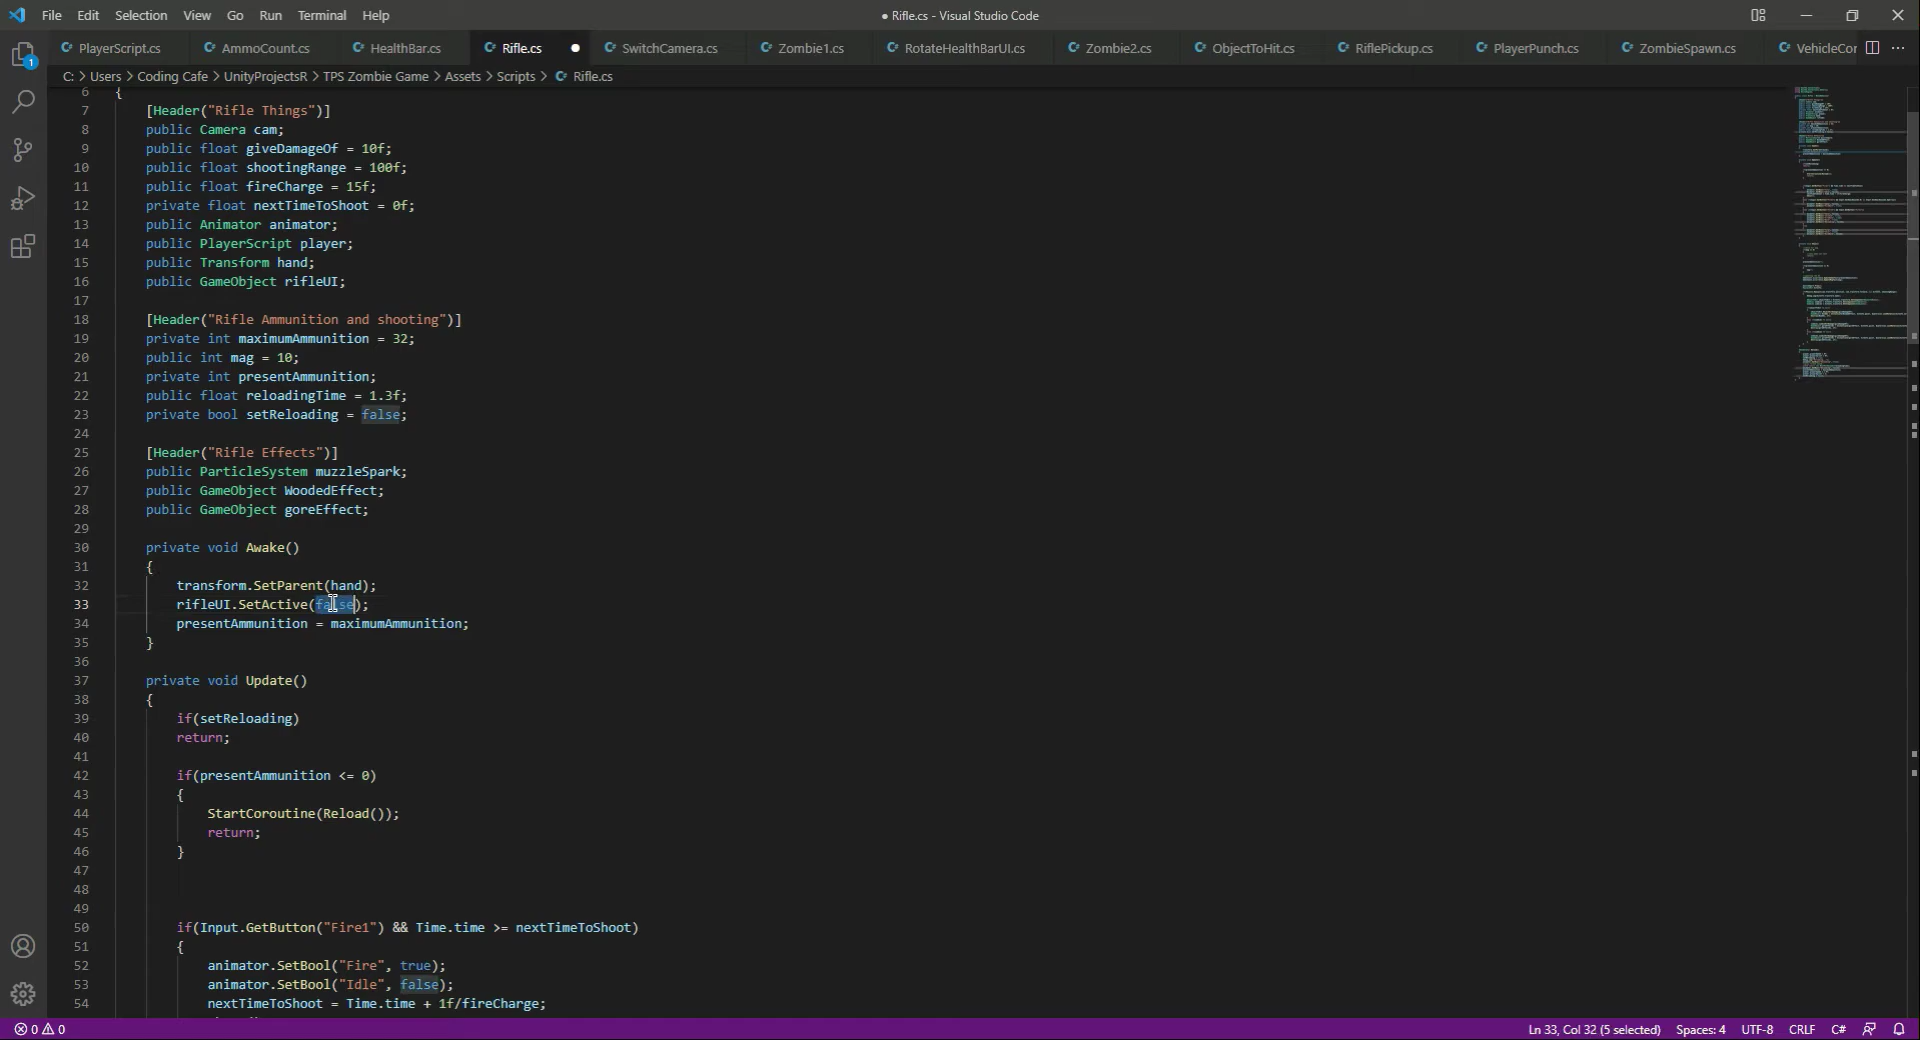 File Edit Selection View Go Run Terminal Help
● Rifle.cs - Visual Studio Code
PlayerScript.cs AmmoCount.cs HealthBar.cs Rifle.cs SwitchCamera.cs Zombie1.cs RotateHealthBarUI.cs Zombie2.cs ObjectToHit.cs RiflePickup.cs PlayerPunch.cs ZombieSpawn.cs VehicleCor
C: > Users > Coding Cafe > UnityProjectsR > TPS Zombie Game > Assets > Scripts > Rifle.cs
6 {
7 [Header("Rifle Things")]
8 public Camera cam;
9 public float giveDamageOf = 10f;
10 public float shootingRange = 100f;
11 public float fireCharge = 15f;
12 private float nextTimeToShoot = 0f;
13 public Animator animator;
14 public PlayerScript player;
15 public Transform hand;
16 public GameObject rifleUI;
17
18 [Header("Rifle Ammunition and shooting")]
19 private int maximumAmmunition = 32;
20 public int mag = 10;
21 private int presentAmmunition;
22 public float reloadingTime = 1.3f;
23 private bool setReloading = false;
24
25 [Header("Rifle Effects")]
26 public ParticleSystem muzzleSpark;
27 public GameObject WoodedEffect;
28 public GameObject goreEffect;
29
30 private void Awake()
31 {
32 transform.SetParent(hand);
33 rifleUI.SetActive(false);
34 presentAmmunition = maximumAmmunition;
35 }
36
37 private void Update()
38 {
39 if(setReloading)
40 return;
41
42 if(presentAmmunition <= 0)
43 {
44 StartCoroutine(Reload());
45 return;
46 }
47
48
49
50 if(Input.GetButton("Fire1") && Time.time >= nextTimeToShoot)
51 {
52 animator.SetBool("Fire", true);
53 animator.SetBool("Idle", false);
54 nextTimeToShoot = Time.time + 1f/fireCharge;
1
0 0
Ln 33, Col 32 (5 selected) Spaces: 4 UTF-8 CRLF C#